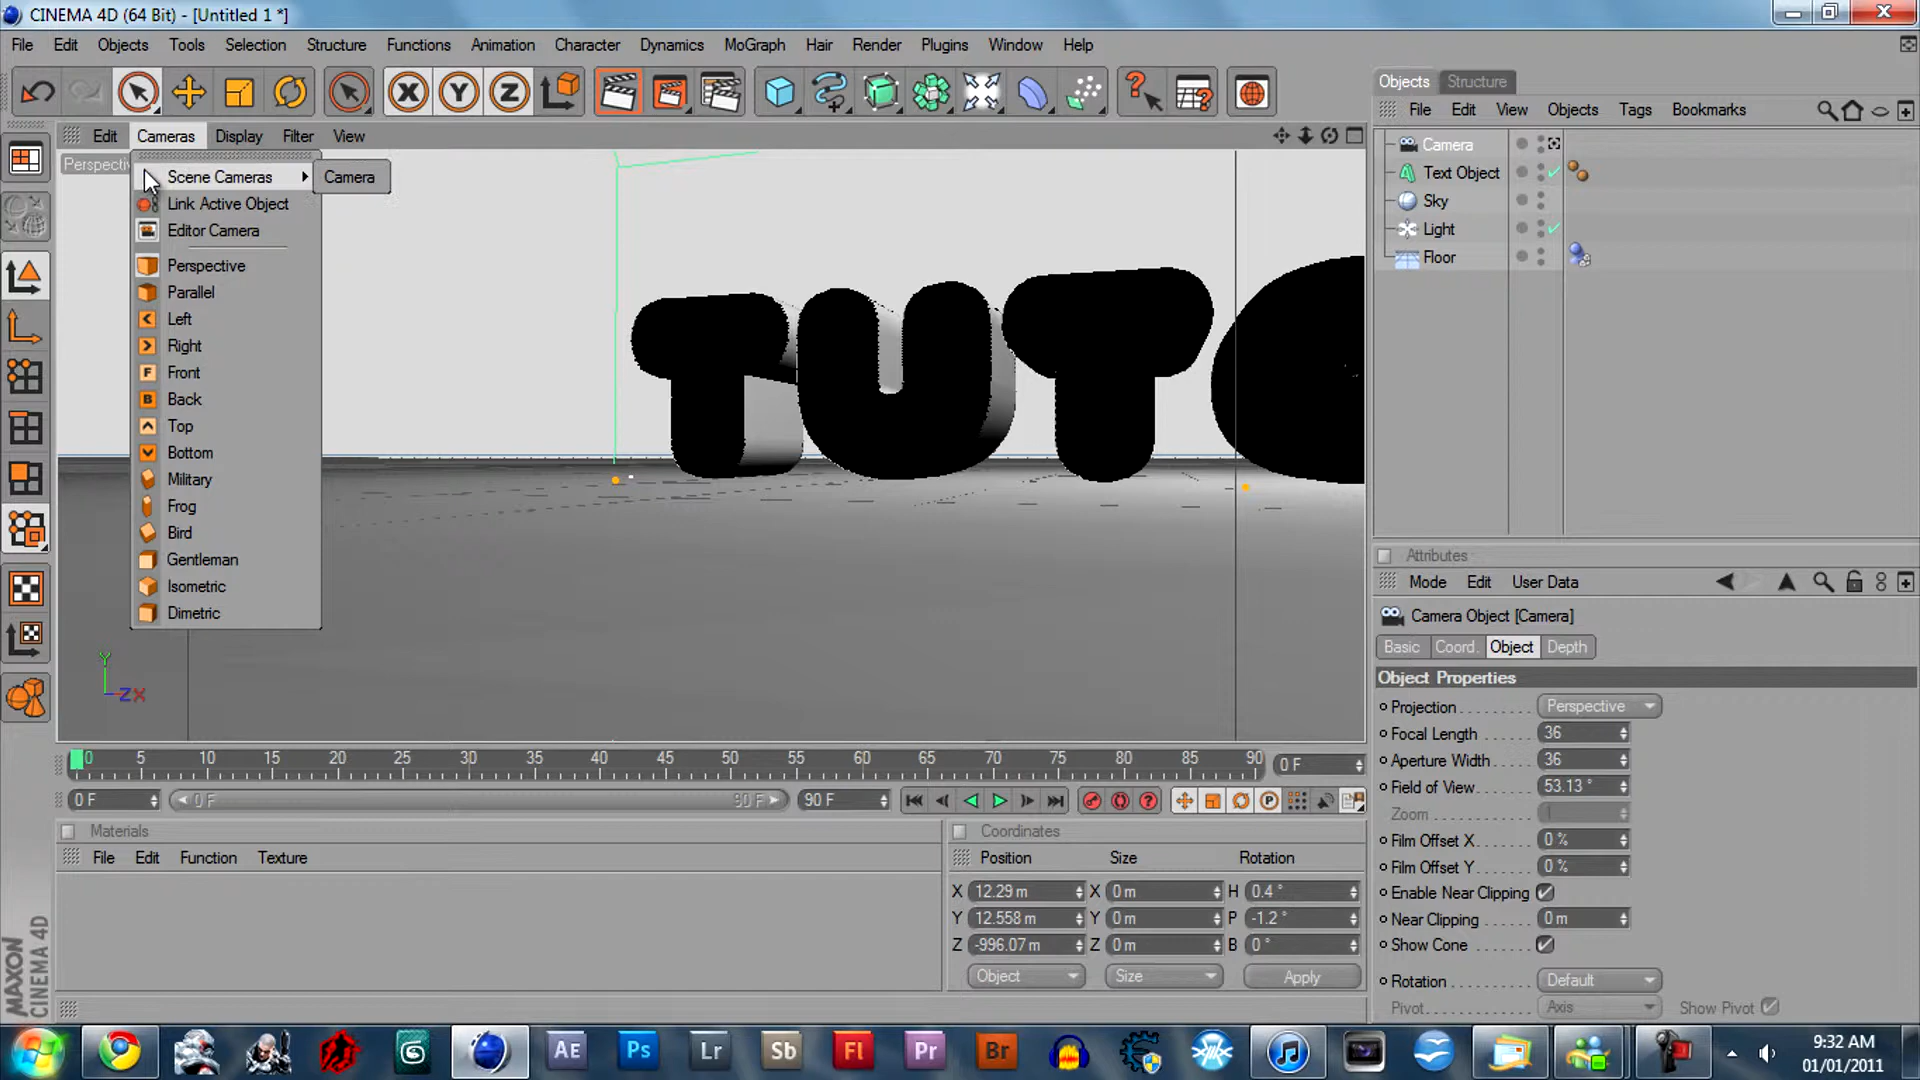 CINEMA 4D (64 Bit) - [Untitled 1 *]
File Edit Objects Tools Selection Structure Functions Animation Character Dynamics MoGraph Hair Render Plugins Window Help
X Y Z
Objects Structure
File Edit View Objects Tags Bookmarks
Edit Cameras Display Filter View
Perspectiv
Scene Cameras
Camera
Link Active Object
Editor Camera
Perspective
Parallel
Left
Right
Front
Back
Top
Bottom
Military
Frog
Bird
Gentleman
Isometric
Dimetric
TUT
Camera
Text Object
Sky
Light
Floor
Attributes
Mode Edit User Data
Camera Object [Camera]
Basic Coord. Object Depth
Object Properties
Projection Perspective
Focal Length 36
Aperture Width 36
Field of View 53.13 °
Zoom 1
Film Offset X 0 %
Film Offset Y 0 %
Enable Near Clipping
Near Clipping 0 m
Show Cone
Rotation Default
Pivot Axis Show Pivot
Y
Z X
0 5 10 15 20 25 30 35 40 45 50 55 60 65 70 75 80 85 90
0 F
0 F 0 F 90 F 90 F
Materials
File Edit Function Texture
Coordinates
Position Size Rotation
X 12.29 m X 0 m H 0.4 °
Y 12.558 m Y 0 m P -1.2 °
Z -996.07 m Z 0 m B 0 °
Object Size Apply
MAXON
CINEMA 4D
AE Ps Lr Sb Fl Pr Br
9:32 AM
01/01/2011